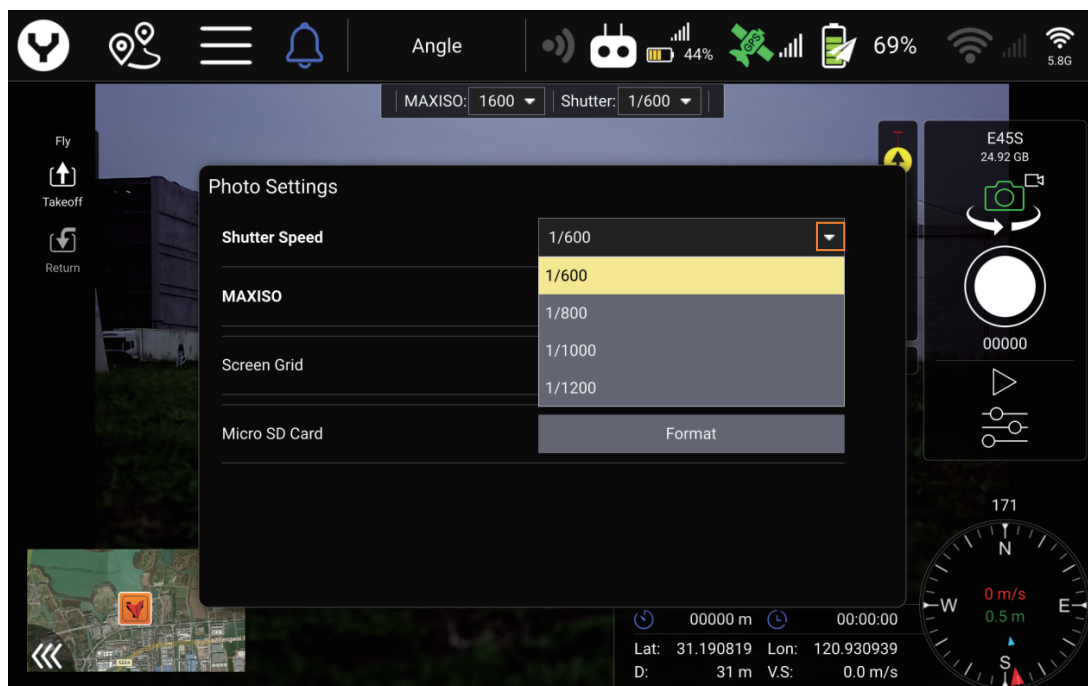 Angle
44%
GPS
69%
5.8G
MAXISO: 1600 Shutter: 1/600
Fly
Takeoff
Return
E45S
24.92 GB
00000
Photo Settings
Shutter Speed 1/600
1/600
1/800
1/1000
1/1200
MAXISO
Screen Grid
Micro SD Card Format
171
N
W
E
S
0 m/s
0.5 m
00000 m 00:00:00
Lat: 31.190819 Lon: 120.930939
D: 31 m V.S: 0.0 m/s